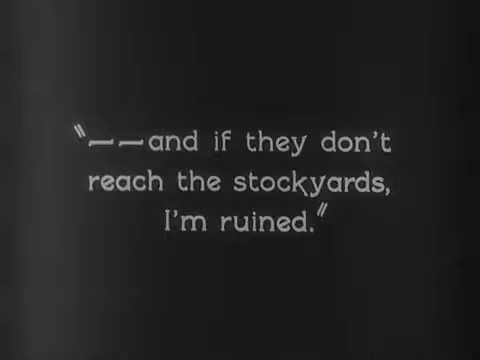 "— —and if they don't
reach the stockyards,
I'm ruined."